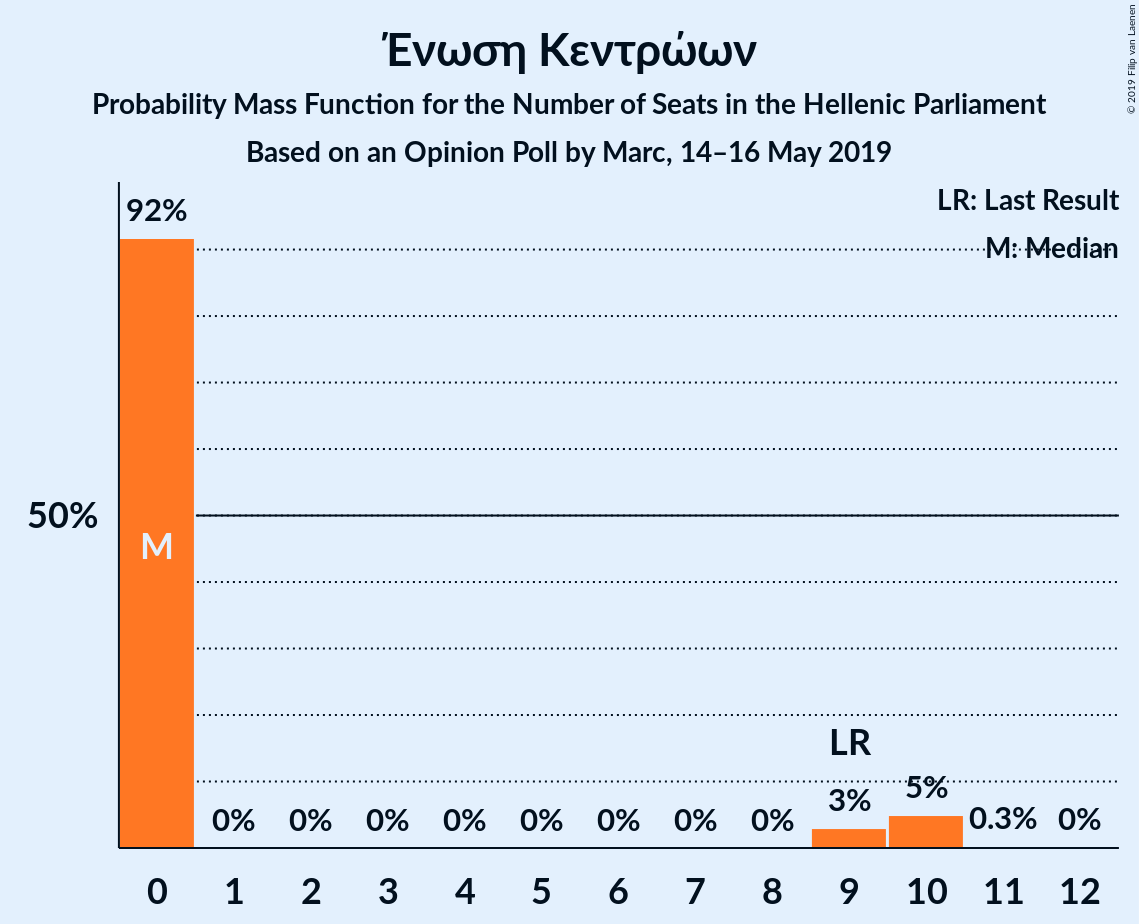 Ένωση Κεντρώων
Probability Mass Function for the Number of Seats in the Hellenic Parliament
Based on an Opinion Poll by Marc, 14–16 May 2019
© 2019 Filip van Laenen
LR: Last Result
M: Median
92%
50%
M
LR
0% 0% 0% 0% 0% 0% 0% 0% 3% 5% 0.3% 0%
0 1 2 3 4 5 6 7 8 9 10 11 12